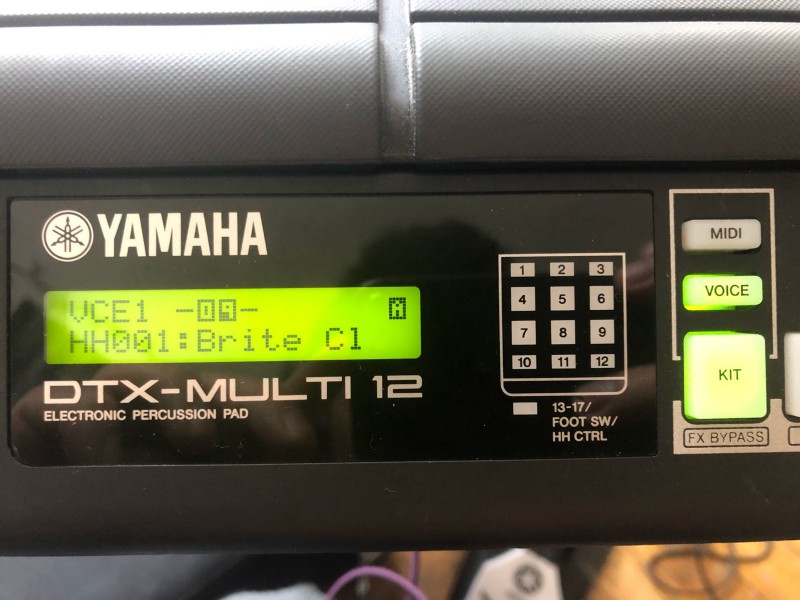 YAMAHA
VCE1 -09- A
HH001:Brite Cl
DTX-MULTI 12
ELECTRONIC PERCUSSION PAD
1 2 3
4 5 6
7 8 9
10 11 12
13-17/
FOOT SW/
HH CTRL
MIDI
VOICE
KIT
FX BYPASS